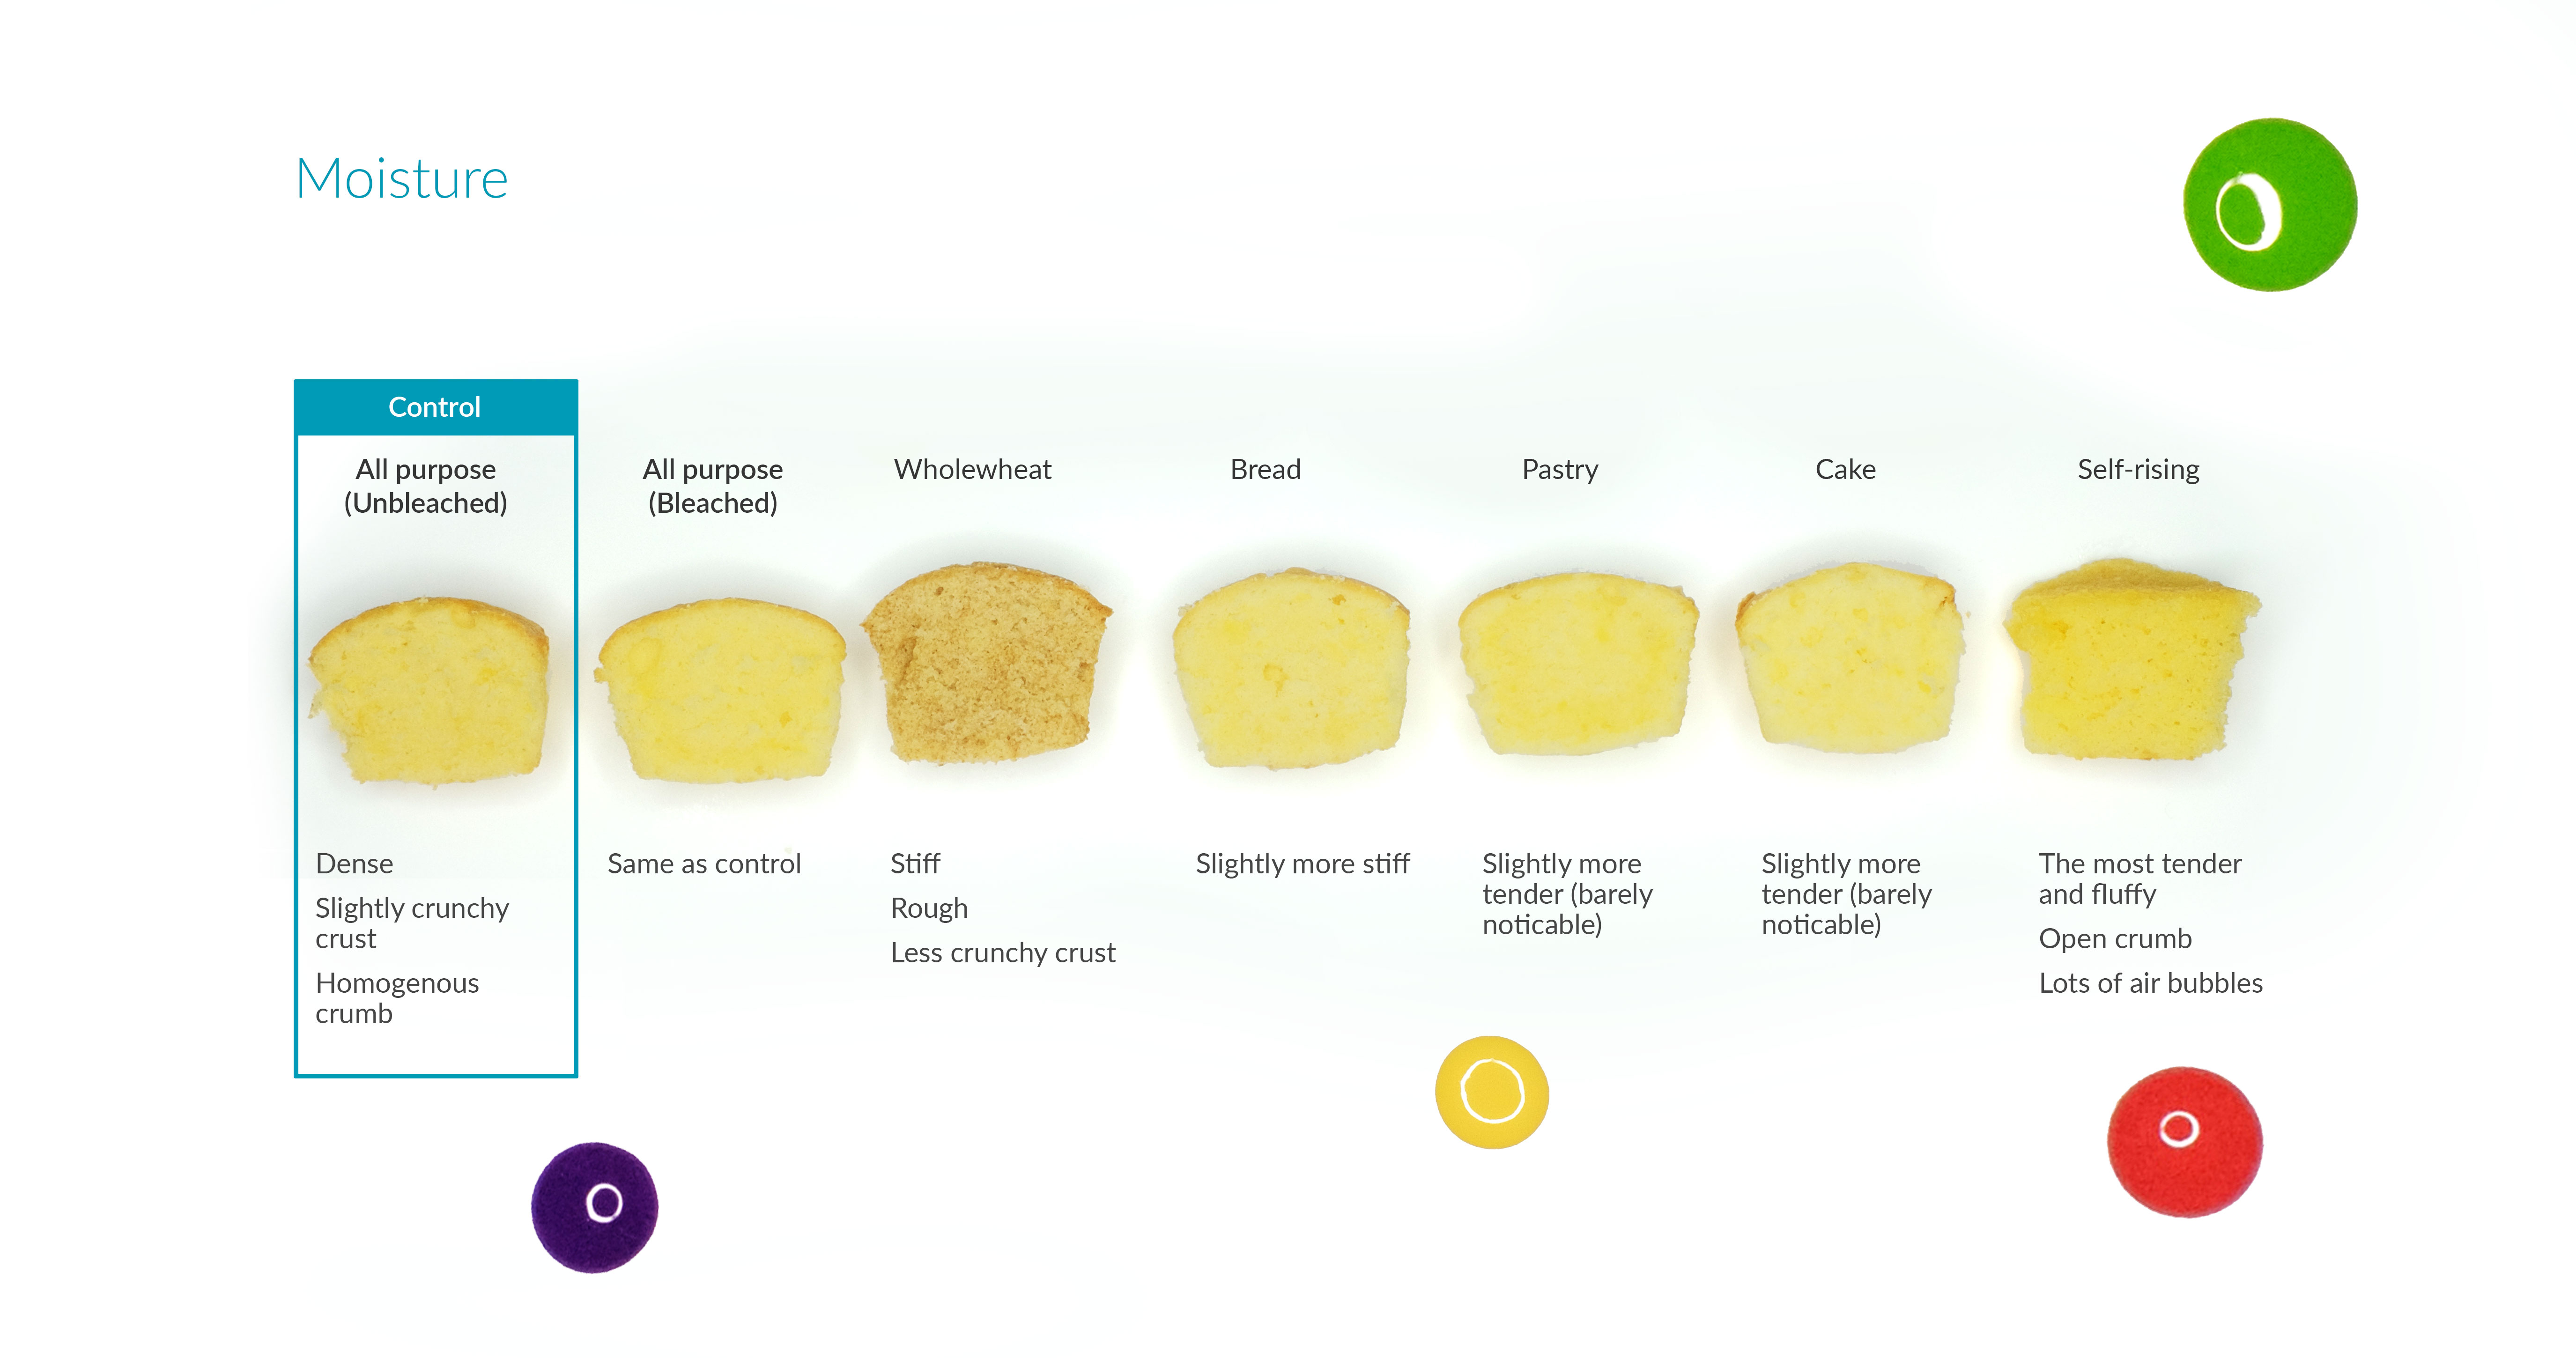 Moisture
Control
All purpose
(Unbleached)
Dense
Slightly crunchy
crust
Homogenous
crumb
All purpose
(Bleached)
Same as control
Wholewheat
Stiff
Rough
Less crunchy crust
Bread
Slightly more stiff
Pastry
Slightly more
tender (barely
noticable)
Cake
Slightly more
tender (barely
noticable)
Self-rising
The most tender
and fluffy
Open crumb
Lots of air bubbles